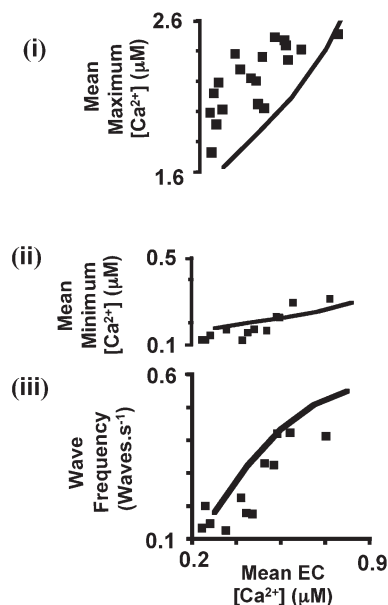 (i)
Mean
Maximum
[Ca2+] (μM)
2.6
1.6
(ii)
Mean
Minimum
[Ca2+] (μM)
0.5
0.1
(iii)
Wave
Frequency
(Waves.s-1)
0.6
0.1
0.2
0.9
Mean EC
[Ca2+] (μM)